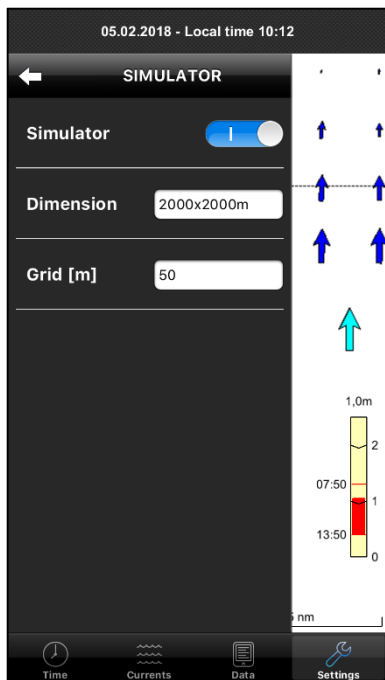 05.02.2018 - Local time 10:12
SIMULATOR
Simulator
Dimension 2000x2000m
Grid [m] 50
1,0m
2
07:50
1
13:50
0
nm
Time Currents Data Settings